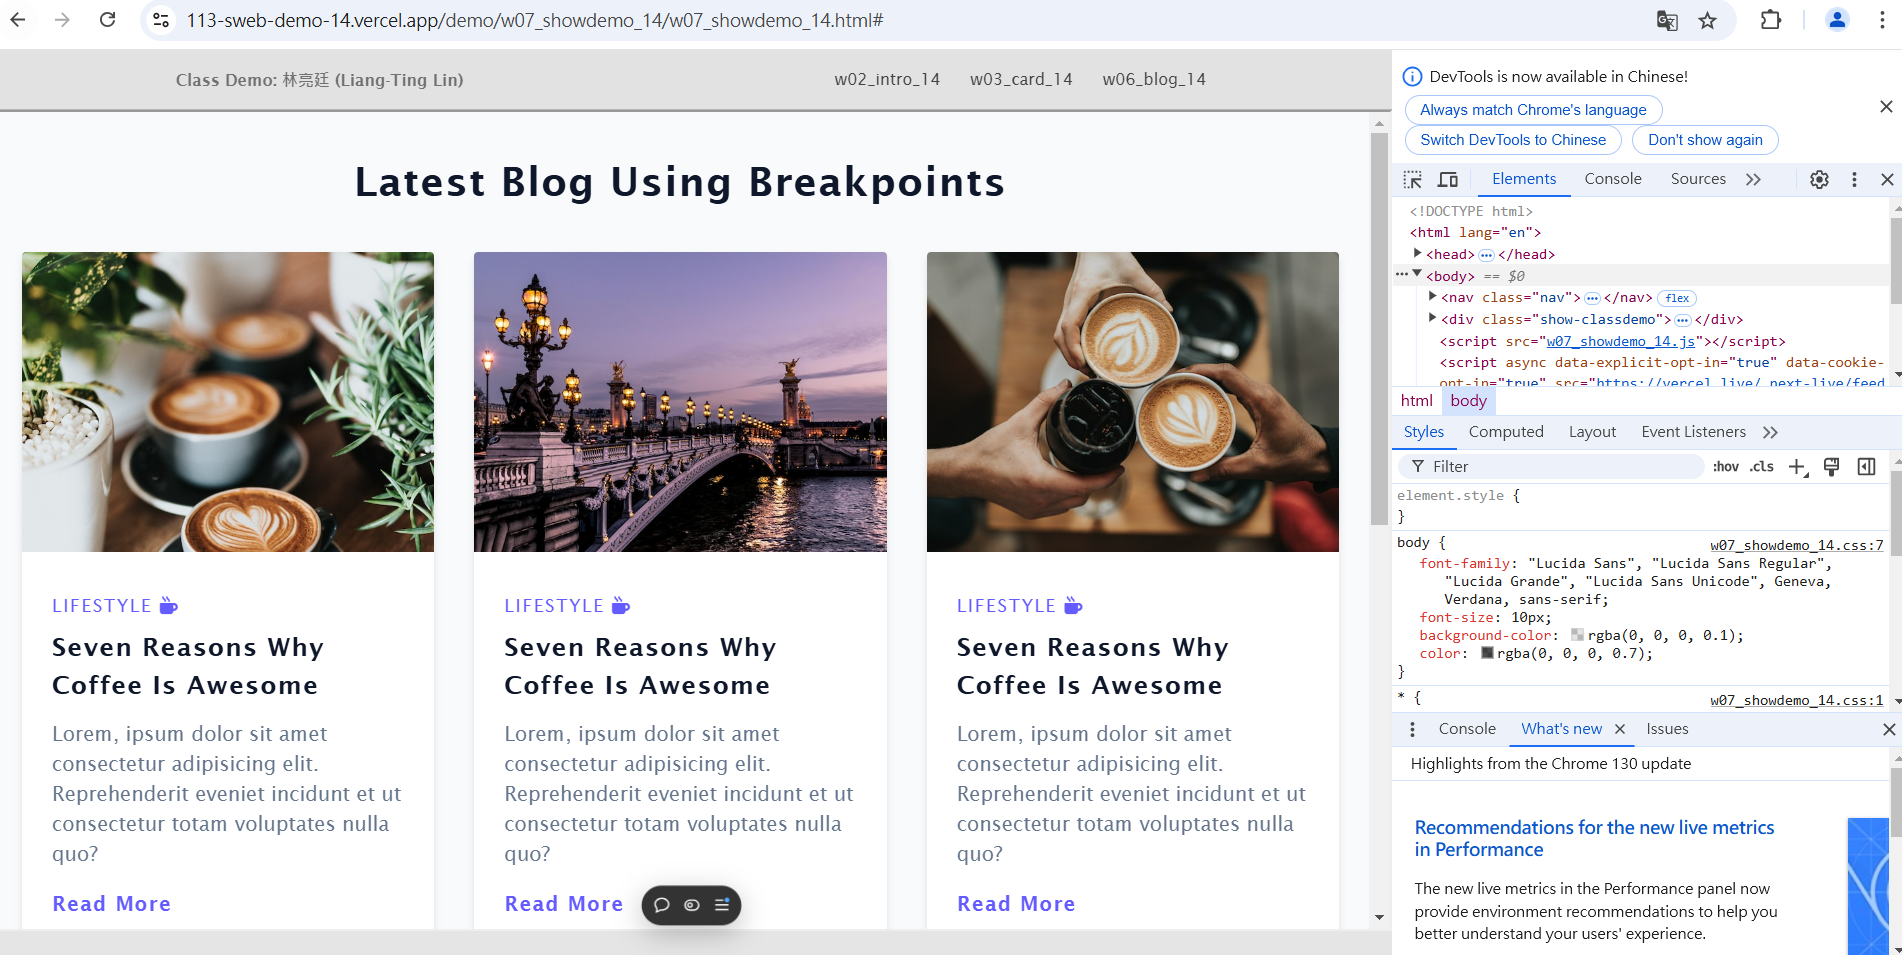 113-sweb-demo-14.vercel.app/demo/w07_showdemo_14/w07_showdemo_14.html#
Class Demo: 林亮廷 (Liang-Ting Lin)
w02_intro_14 w03_card_14 w06_blog_14
Latest Blog Using Breakpoints
LIFESTYLE
Seven Reasons Why
Coffee Is Awesome
Lorem, ipsum dolor sit amet
consectetur adipisicing elit.
Reprehenderit eveniet incidunt et ut
consectetur totam voluptates nulla
quo?
Read More
LIFESTYLE
Seven Reasons Why
Coffee Is Awesome
Lorem, ipsum dolor sit amet
consectetur adipisicing elit.
Reprehenderit eveniet incidunt et ut
consectetur totam voluptates nulla
quo?
Read More
LIFESTYLE
Seven Reasons Why
Coffee Is Awesome
Lorem, ipsum dolor sit amet
consectetur adipisicing elit.
Reprehenderit eveniet incidunt et ut
consectetur totam voluptates nulla
quo?
Read More
DevTools is now available in Chinese!
Always match Chrome's language
Switch DevTools to Chinese Don't show again
Elements Console Sources
<!DOCTYPE html>
<html lang="en">
<head> </head>
<body> == $0
<nav class="nav"> </nav> flex
<div class="show-classdemo"> </div>
<script src="w07_showdemo_14.js"></script>
<script async data-explicit-opt-in="true" data-cookie-
opt-in="true" src="https://vercel.live/_next-live/feed
html body
Styles Computed Layout Event Listeners
Filter :hov .cls
element.style {
}
body { w07_showdemo_14.css:7
font-family: "Lucida Sans", "Lucida Sans Regular",
"Lucida Grande", "Lucida Sans Unicode", Geneva,
Verdana, sans-serif;
font-size: 10px;
background-color: rgba(0, 0, 0, 0.1);
color: rgba(0, 0, 0, 0.7);
}
* { w07_showdemo_14.css:1
Console What's new Issues
Highlights from the Chrome 130 update
Recommendations for the new live metrics
in Performance
The new live metrics in the Performance panel now
provide environment recommendations to help you
better understand your users' experience.